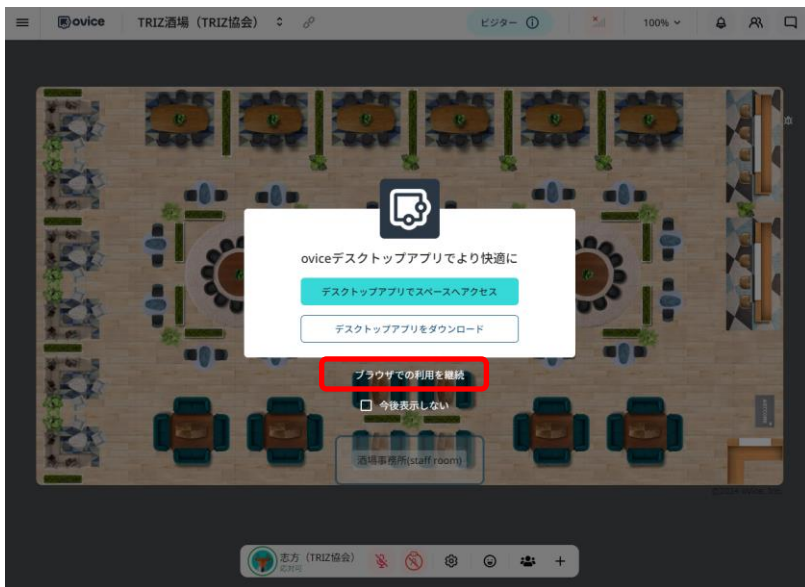 ovice TRIZ酒場（TRIZ協会） ビジター 100%
oviceデスクトップアプリでより快適に
デスクトップアプリでスペースへアクセス
デスクトップアプリをダウンロード
ブラウザでの利用を継続
今後表示しない
酒場事務所(staff room)
志方（TRIZ協会）
応対可